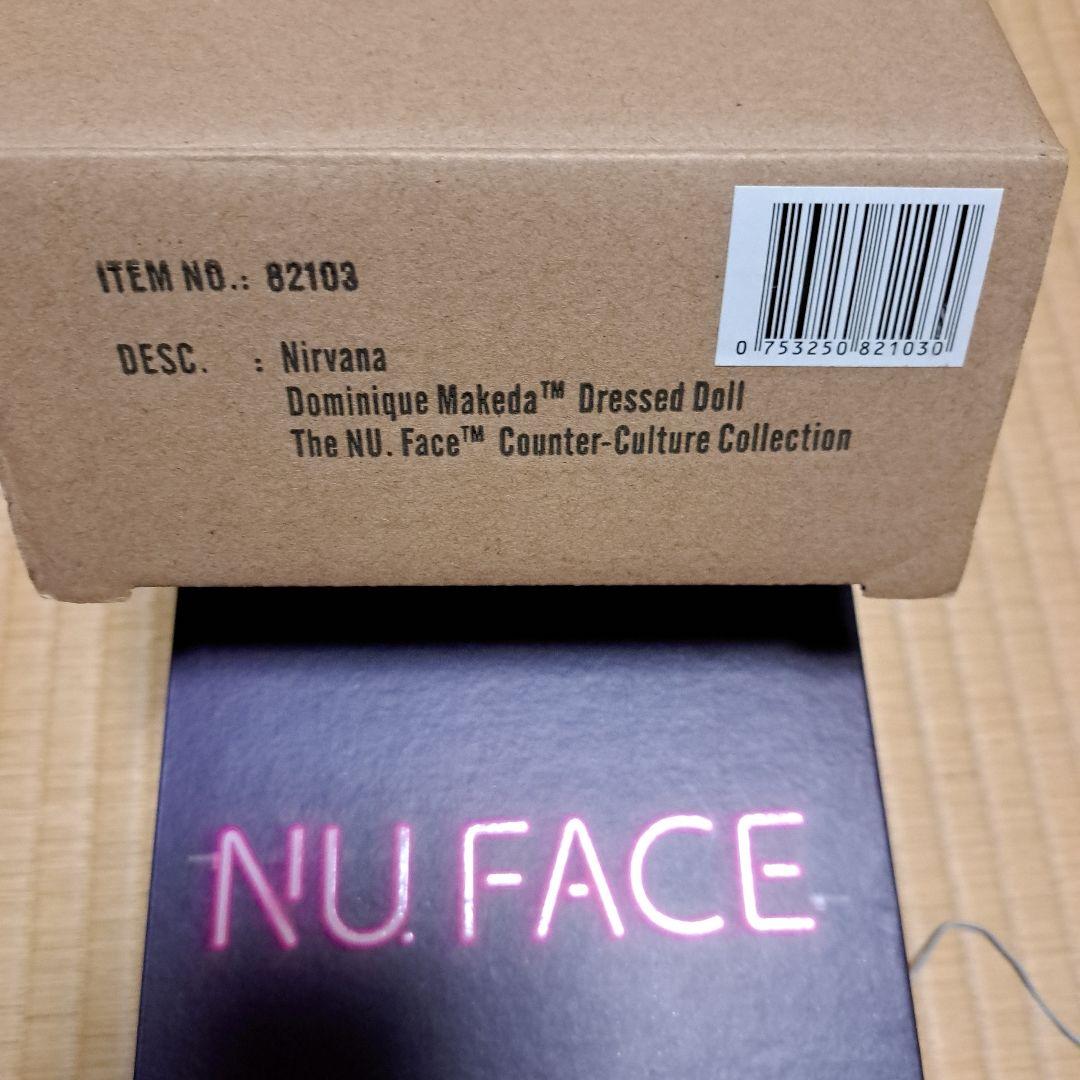 ITEM NO.: 82103
DESC. : Nirvana
Dominique Makeda™ Dressed Doll
The NU. Face™ Counter-Culture Collection
0 753250 821030
NU. FACE